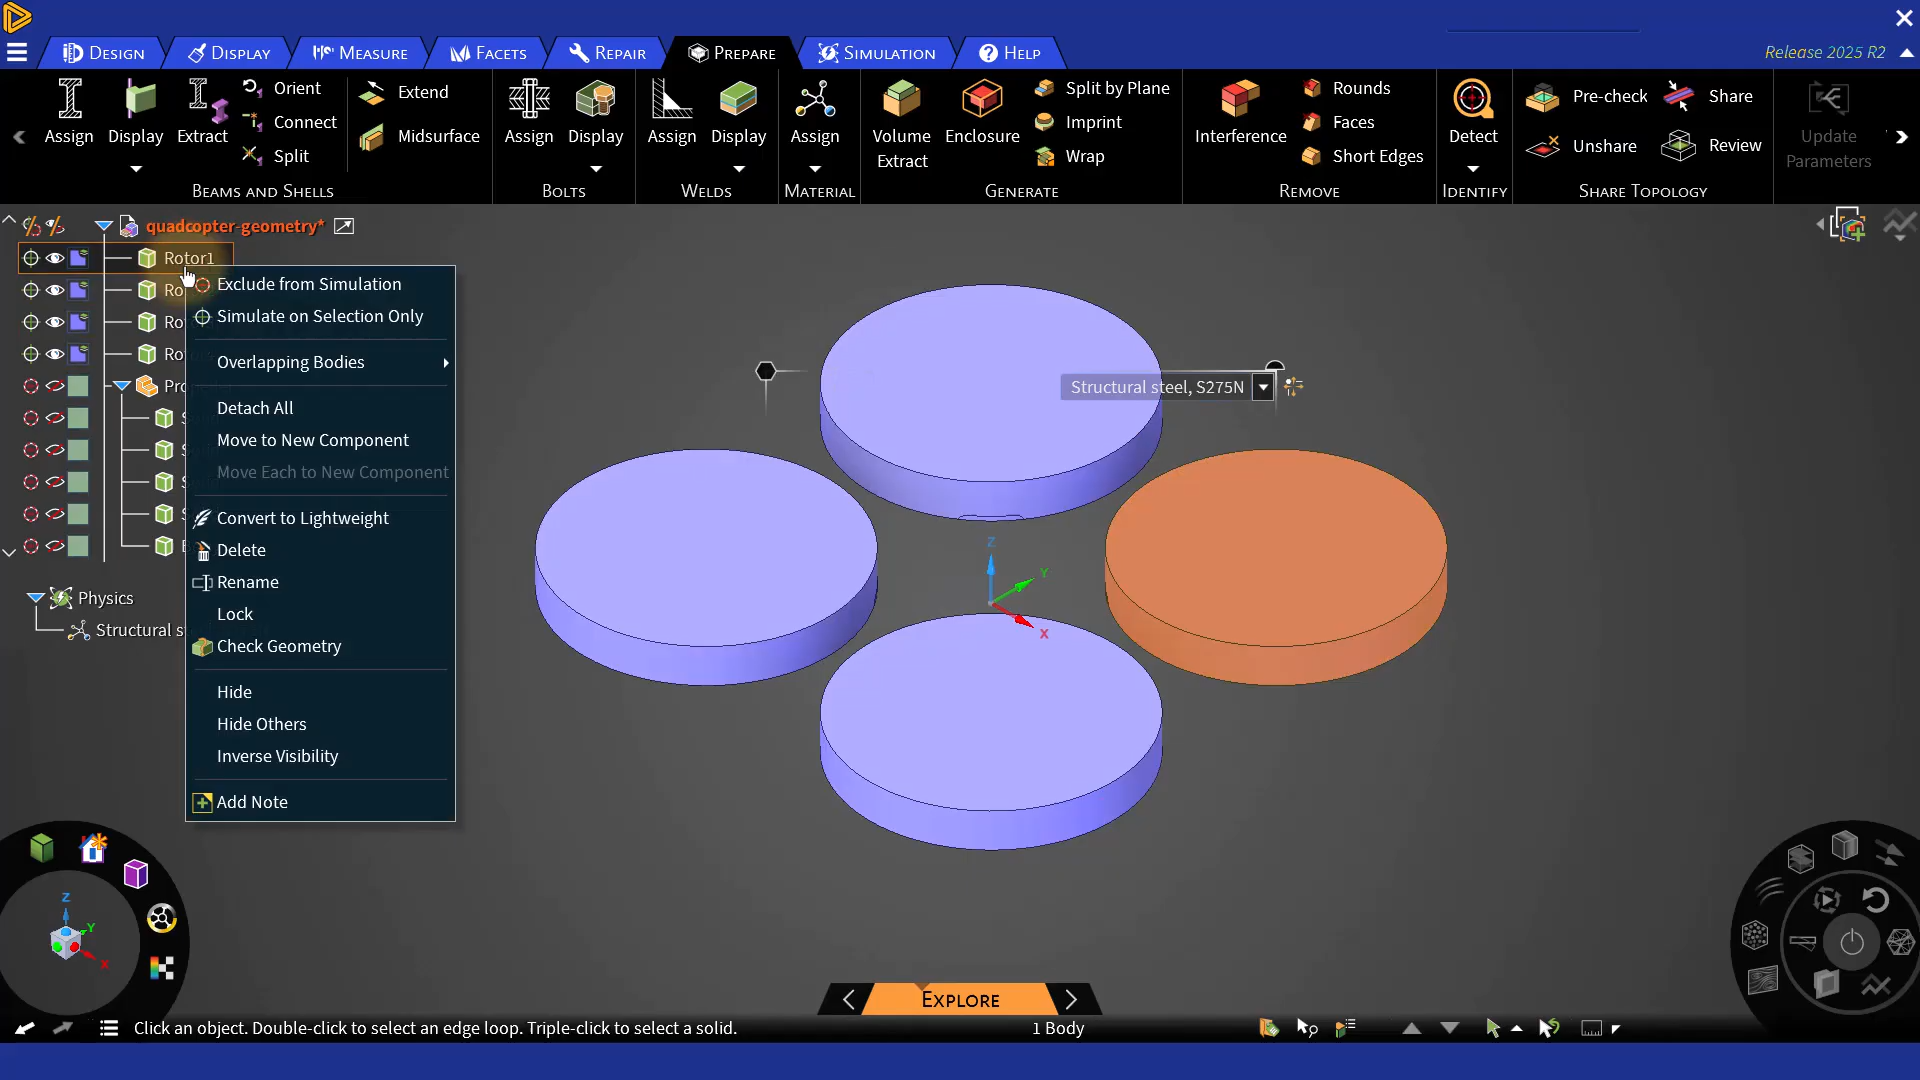 Design
Display
Measure
Facets
Repair
Prepare
Simulation
Help
Release 2025 R2
Assign
Display
Extract
Orient
Connect
Split
Extend
Midsurface
Beams and Shells
Assign
Display
Bolts
Assign
Display
Welds
Assign
Material
Volume
Extract
Enclosure
Split by Plane
Imprint
Wrap
Generate
Interference
Rounds
Faces
Short Edges
Remove
Detect
Identify
Pre-check
Share
Unshare
Review
Share Topology
Update
Parameters
quadcopter-geometry*
Rotor1
Exclude from Simulation
Simulate on Selection Only
Overlapping Bodies
Detach All
Move to New Component
Move Each to New Component
Convert to Lightweight
Delete
Rename
Lock
Check Geometry
Hide
Hide Others
Inverse Visibility
Add Note
Physics
Structural
Structural steel, S275N
Z
Y
X
Z
Y
X
Explore
Click an object. Double-click to select an edge loop. Triple-click to select a solid.
1 Body